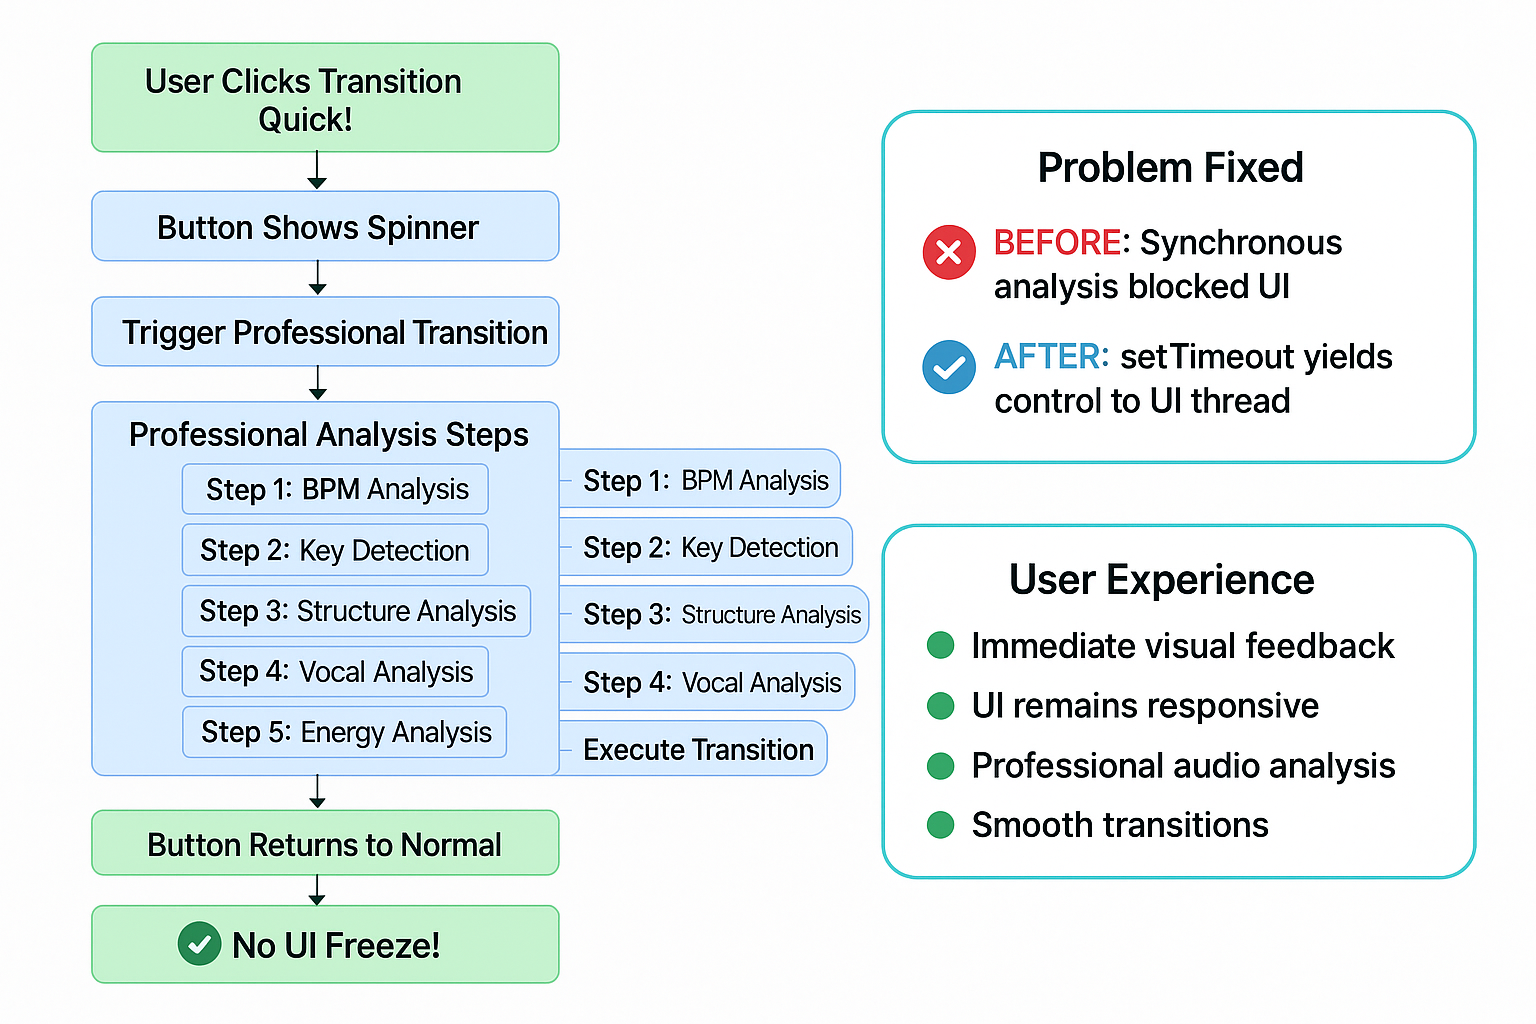 User Clicks Transition
Quick!
Button Shows Spinner
Trigger Professional Transition
Professional Analysis Steps
Step 1: BPM Analysis
Step 2: Key Detection
Step 3: Structure Analysis
Step 4: Vocal Analysis
Step 5: Energy Analysis
Step 1: BPM Analysis
Step 2: Key Detection
Step 3: Structure Analysis
Step 4: Vocal Analysis
Execute Transition
Button Returns to Normal
No UI Freeze!
Problem Fixed
BEFORE: Synchronous
analysis blocked UI
AFTER: setTimeout yields
control to UI thread
User Experience
Immediate visual feedback
UI remains responsive
Professional audio analysis
Smooth transitions